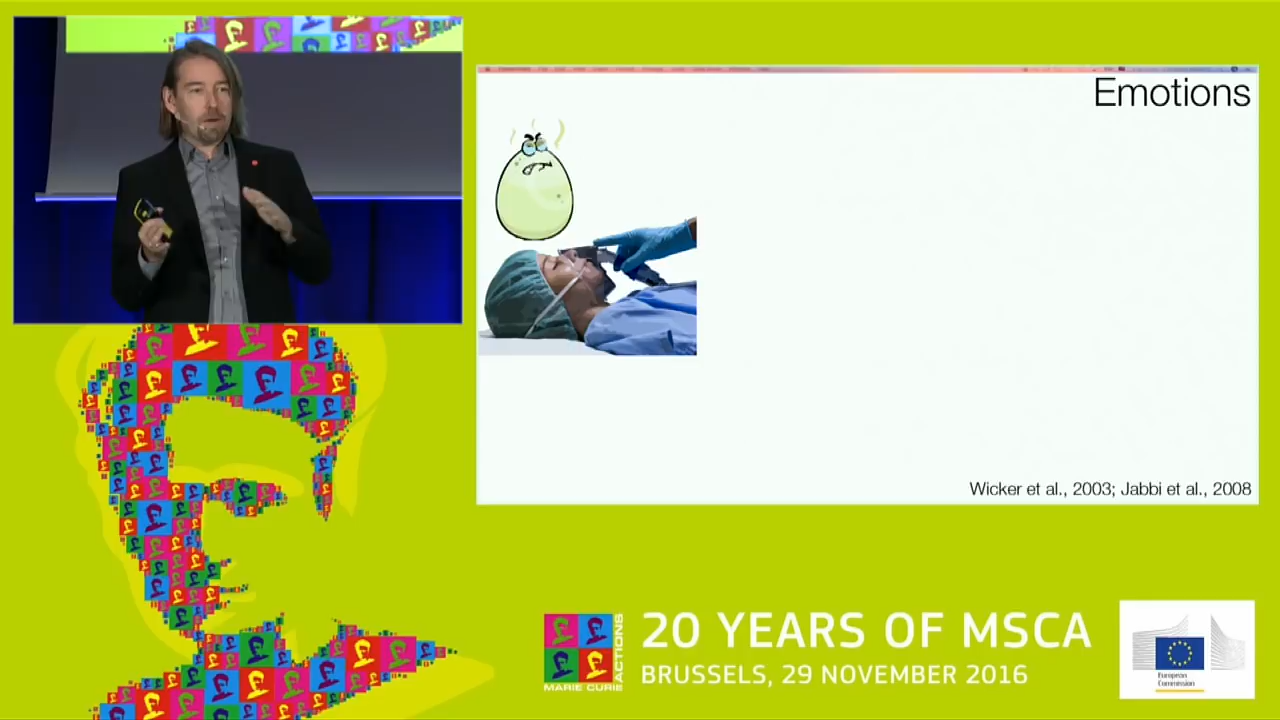 Emotions
Wicker et al., 2003; Jabbi et al., 2008
20 YEARS OF MSCA
BRUSSELS, 29 NOVEMBER 2016
MARIE CURIE ACTIONS
European
Commission